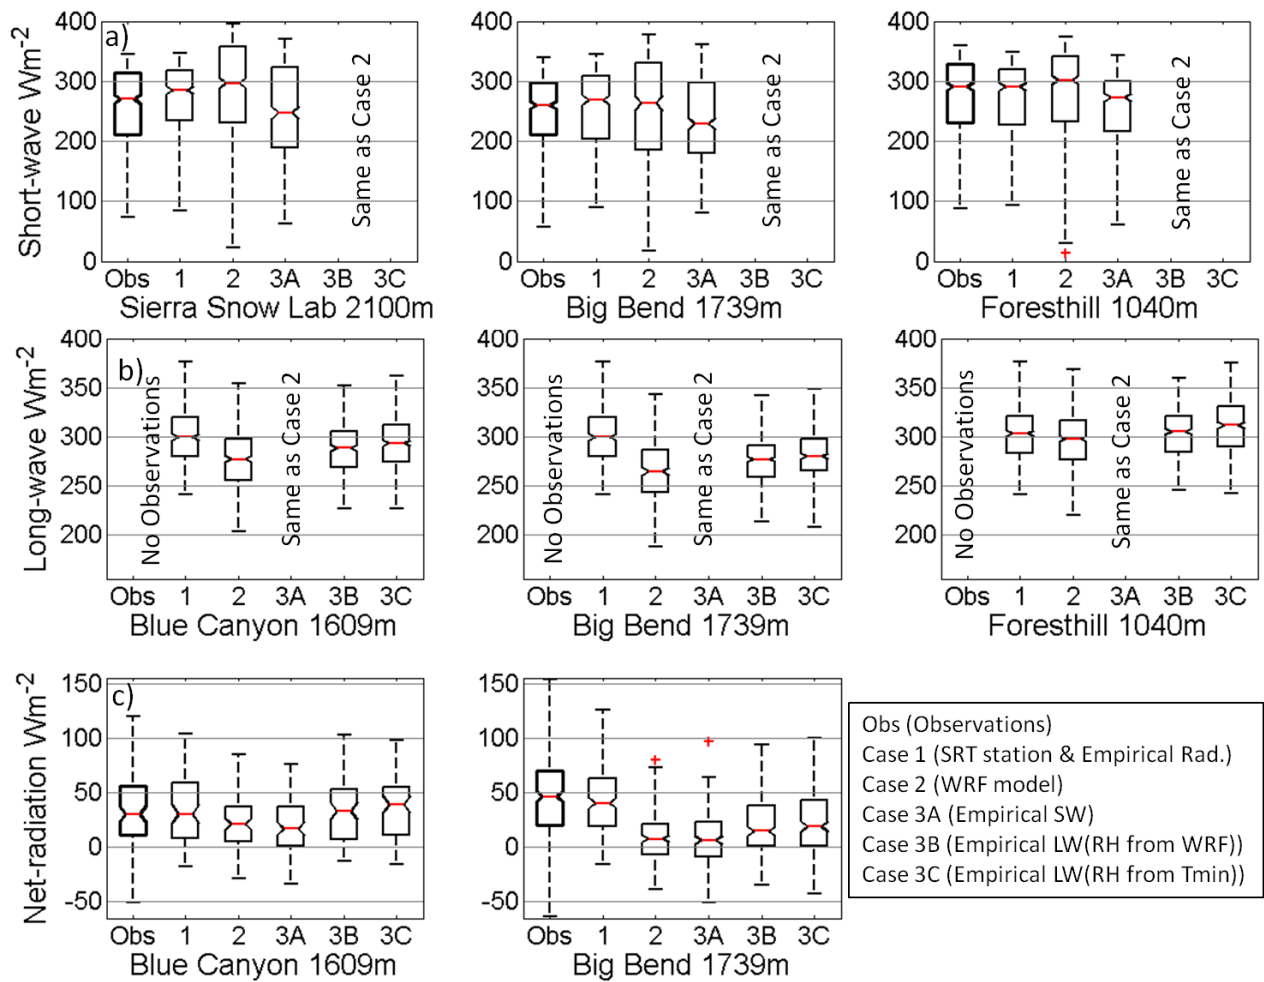 a)
Short-wave Wm-2
400
300
200
100
0
Same as Case 2
Obs 1 2 3A 3B 3C
Sierra Snow Lab 2100m
400
300
200
100
0
Same as Case 2
Obs 1 2 3A 3B 3C
Big Bend 1739m
400
300
200
100
0
Same as Case 2
Obs 1 2 3A 3B 3C
Foresthill 1040m
b)
Long-wave Wm-2
400
350
300
250
200
No Observations
Same as Case 2
Obs 1 2 3A 3B 3C
Blue Canyon 1609m
400
350
300
250
200
No Observations
Same as Case 2
Obs 1 2 3A 3B 3C
Big Bend 1739m
400
350
300
250
200
No Observations
Same as Case 2
Obs 1 2 3A 3B 3C
Foresthill 1040m
c)
Net-radiation Wm-2
150
100
50
0
-50
Obs 1 2 3A 3B 3C
Blue Canyon 1609m
150
100
50
0
-50
Obs 1 2 3A 3B 3C
Big Bend 1739m
Obs (Observations)
Case 1 (SRT station & Empirical Rad.)
Case 2 (WRF model)
Case 3A (Empirical SW)
Case 3B (Empirical LW(RH from WRF))
Case 3C (Empirical LW(RH from Tmin))